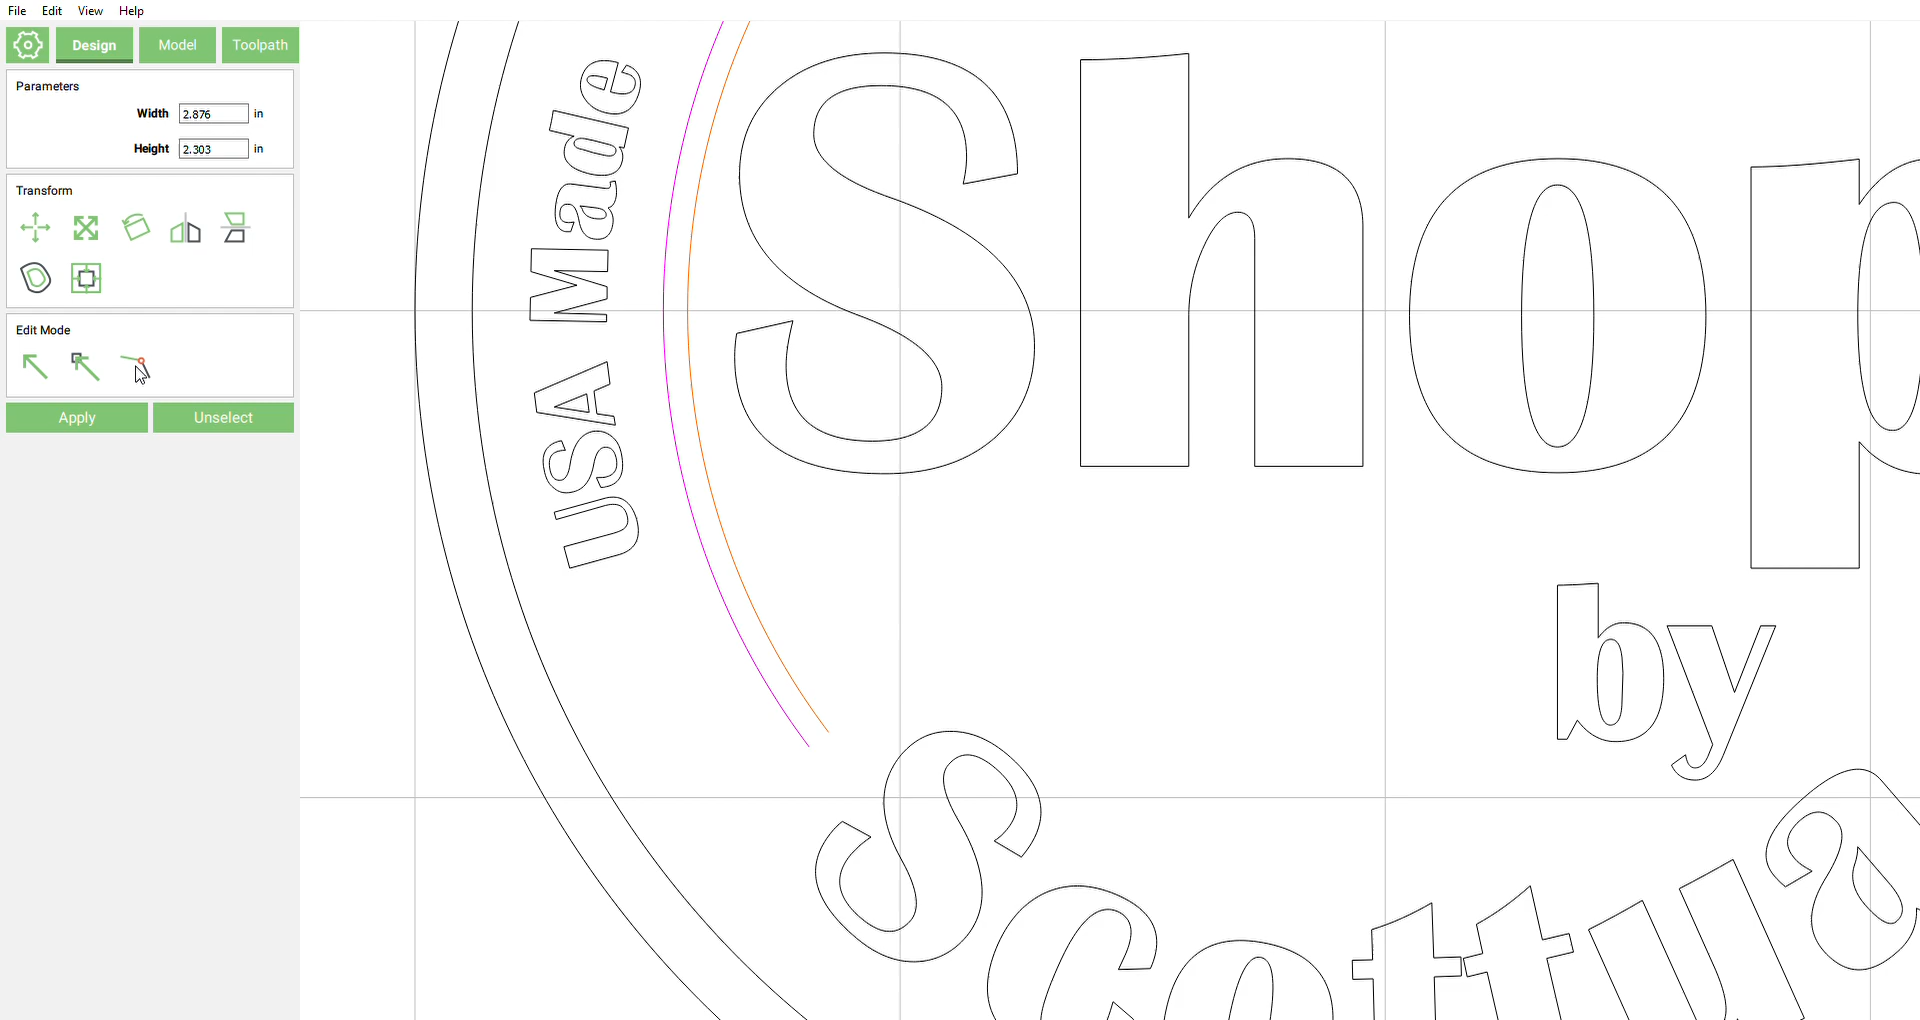 File Edit View Help
Design Model Toolpath
Parameters
Width 2.876 in
Height 2.303 in
Transform
Edit Mode
Apply Unselect
USA Made
Shop
by
Scottua